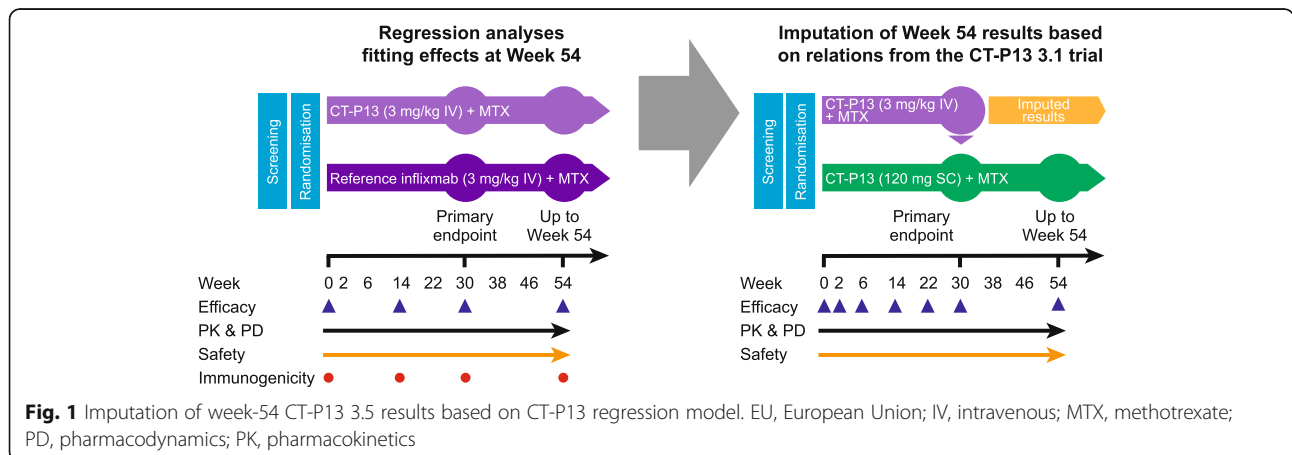 Regression analyses
fitting effects at Week 54
Screening
Randomisation
CT-P13 (3 mg/kg IV) + MTX
Reference inflixmab (3 mg/kg IV) + MTX
Primary
endpoint
Up to
Week 54
Week 0 2 6 14 22 30 38 46 54
Efficacy
PK & PD
Safety
Immunogenicity
Imputation of Week 54 results based
on relations from the CT-P13 3.1 trial
Screening
Randomisation
CT-P13 (3 mg/kg IV)
+ MTX
Imputed
results
CT-P13 (120 mg SC) + MTX
Primary
endpoint
Up to
Week 54
Week 0 2 6 14 22 30 38 46 54
Efficacy
PK & PD
Safety
Fig. 1 Imputation of week-54 CT-P13 3.5 results based on CT-P13 regression model. EU, European Union; IV, intravenous; MTX, methotrexate;
PD, pharmacodynamics; PK, pharmacokinetics